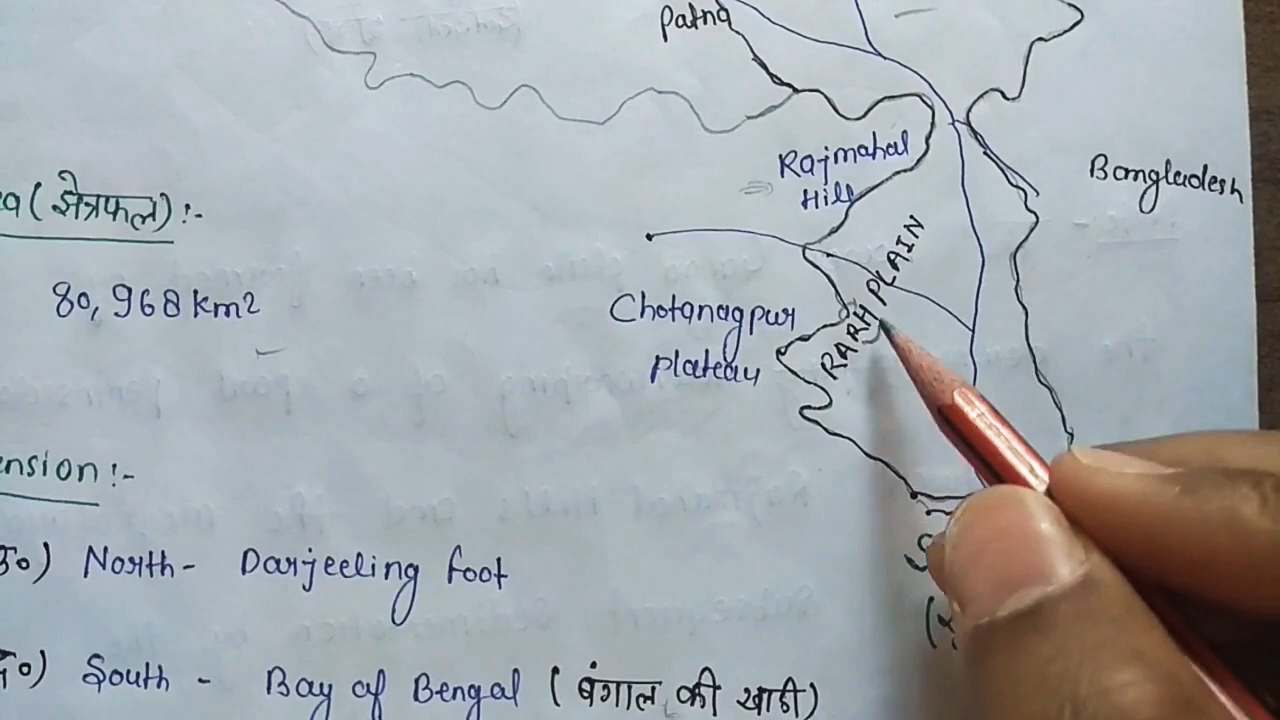 Patna
Rajmahal
Hill
Bangladesh
(क्षेत्रफल) :-
RARH PLAIN
80,968 km2
Chotanagpur
Plateau
ension :-
North - Darjeeling foot
South - Bay of Bengal (बंगाल की खाडी)